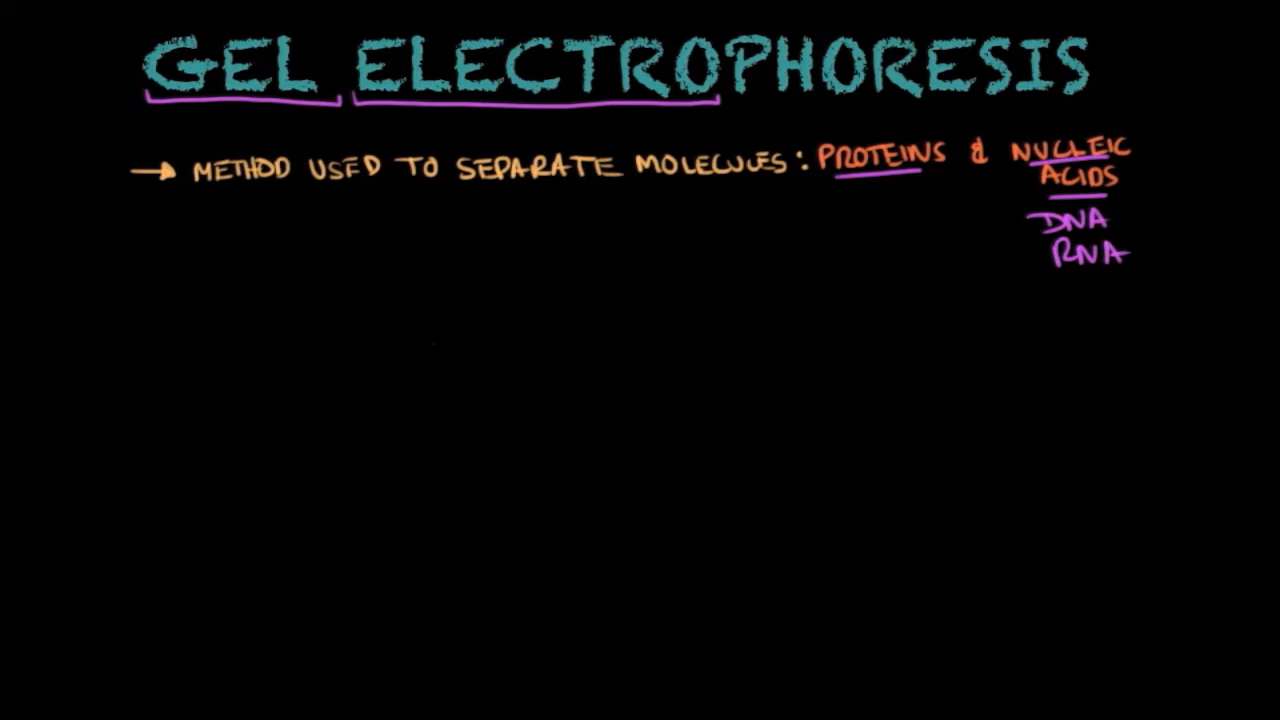 GEL ELECTROPHORESIS
→ METHOD USED TO SEPARATE MOLECULES: PROTEINS & NUCLEIC
ACIDS
DNA
RNA